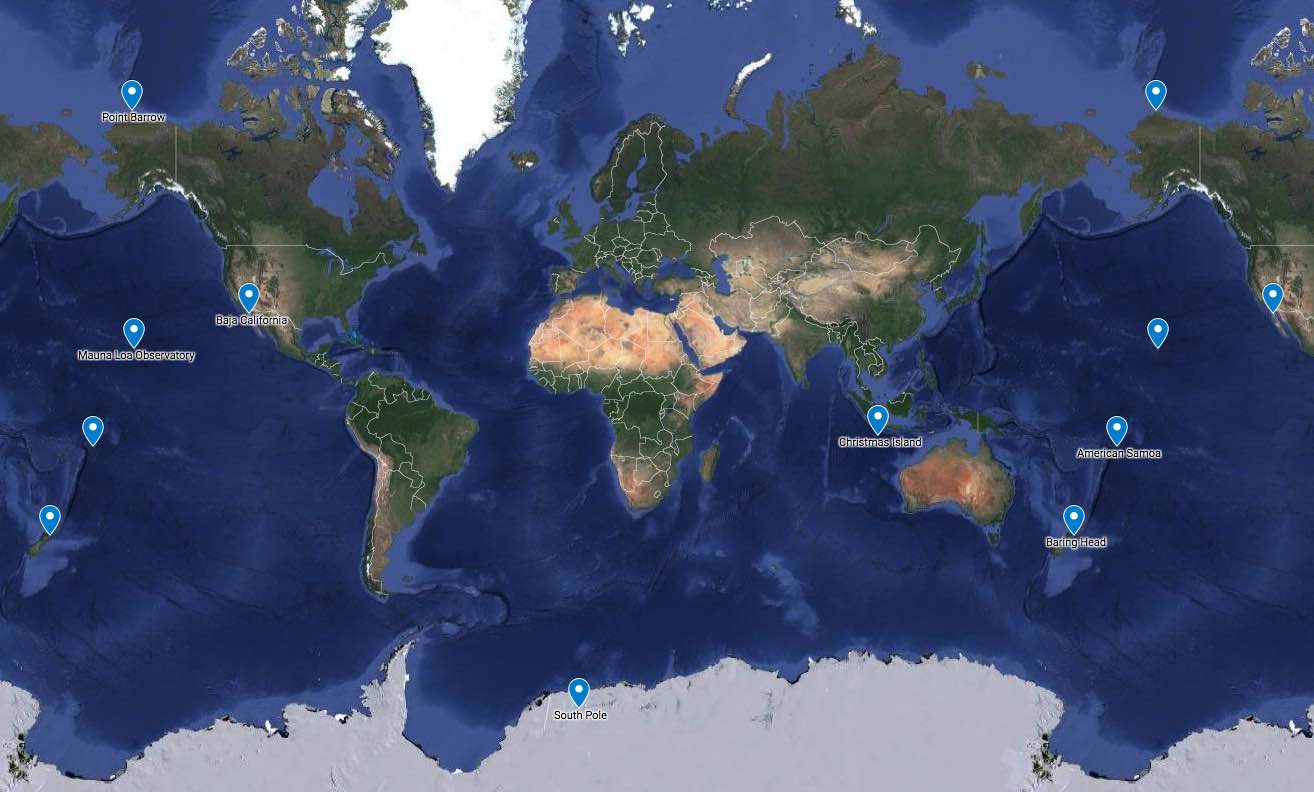 Point Barrow
Baja California
Mauna Loa Observatory
Christmas Island
American Samoa
Baring Head
South Pole